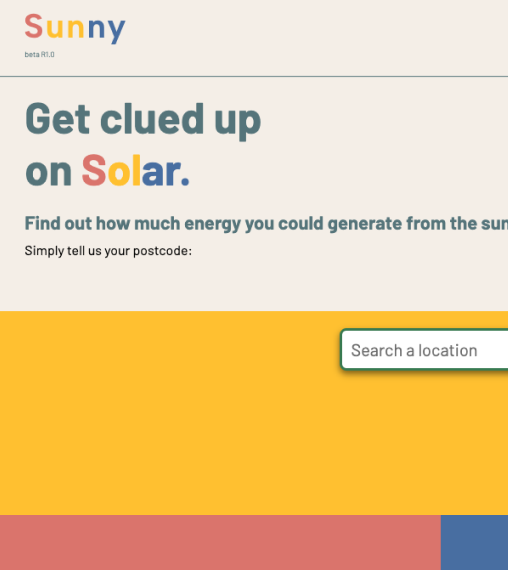 Sunny
beta R1.0
Get clued up
on Solar.
Find out how much energy you could generate from the sun
Simply tell us your postcode:
Search a location